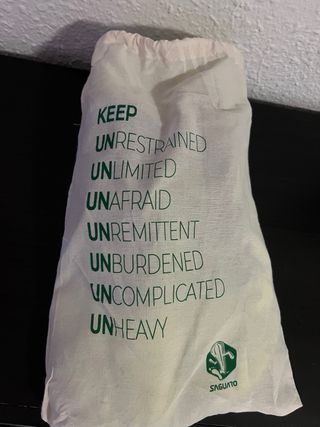 KEEP
UNRESTRAINED
UNLIMITED
UNAFRAID
UNREMITTENT
UNBURDENED
UNCOMPLICATED
UNHEAVY
SAGUARO